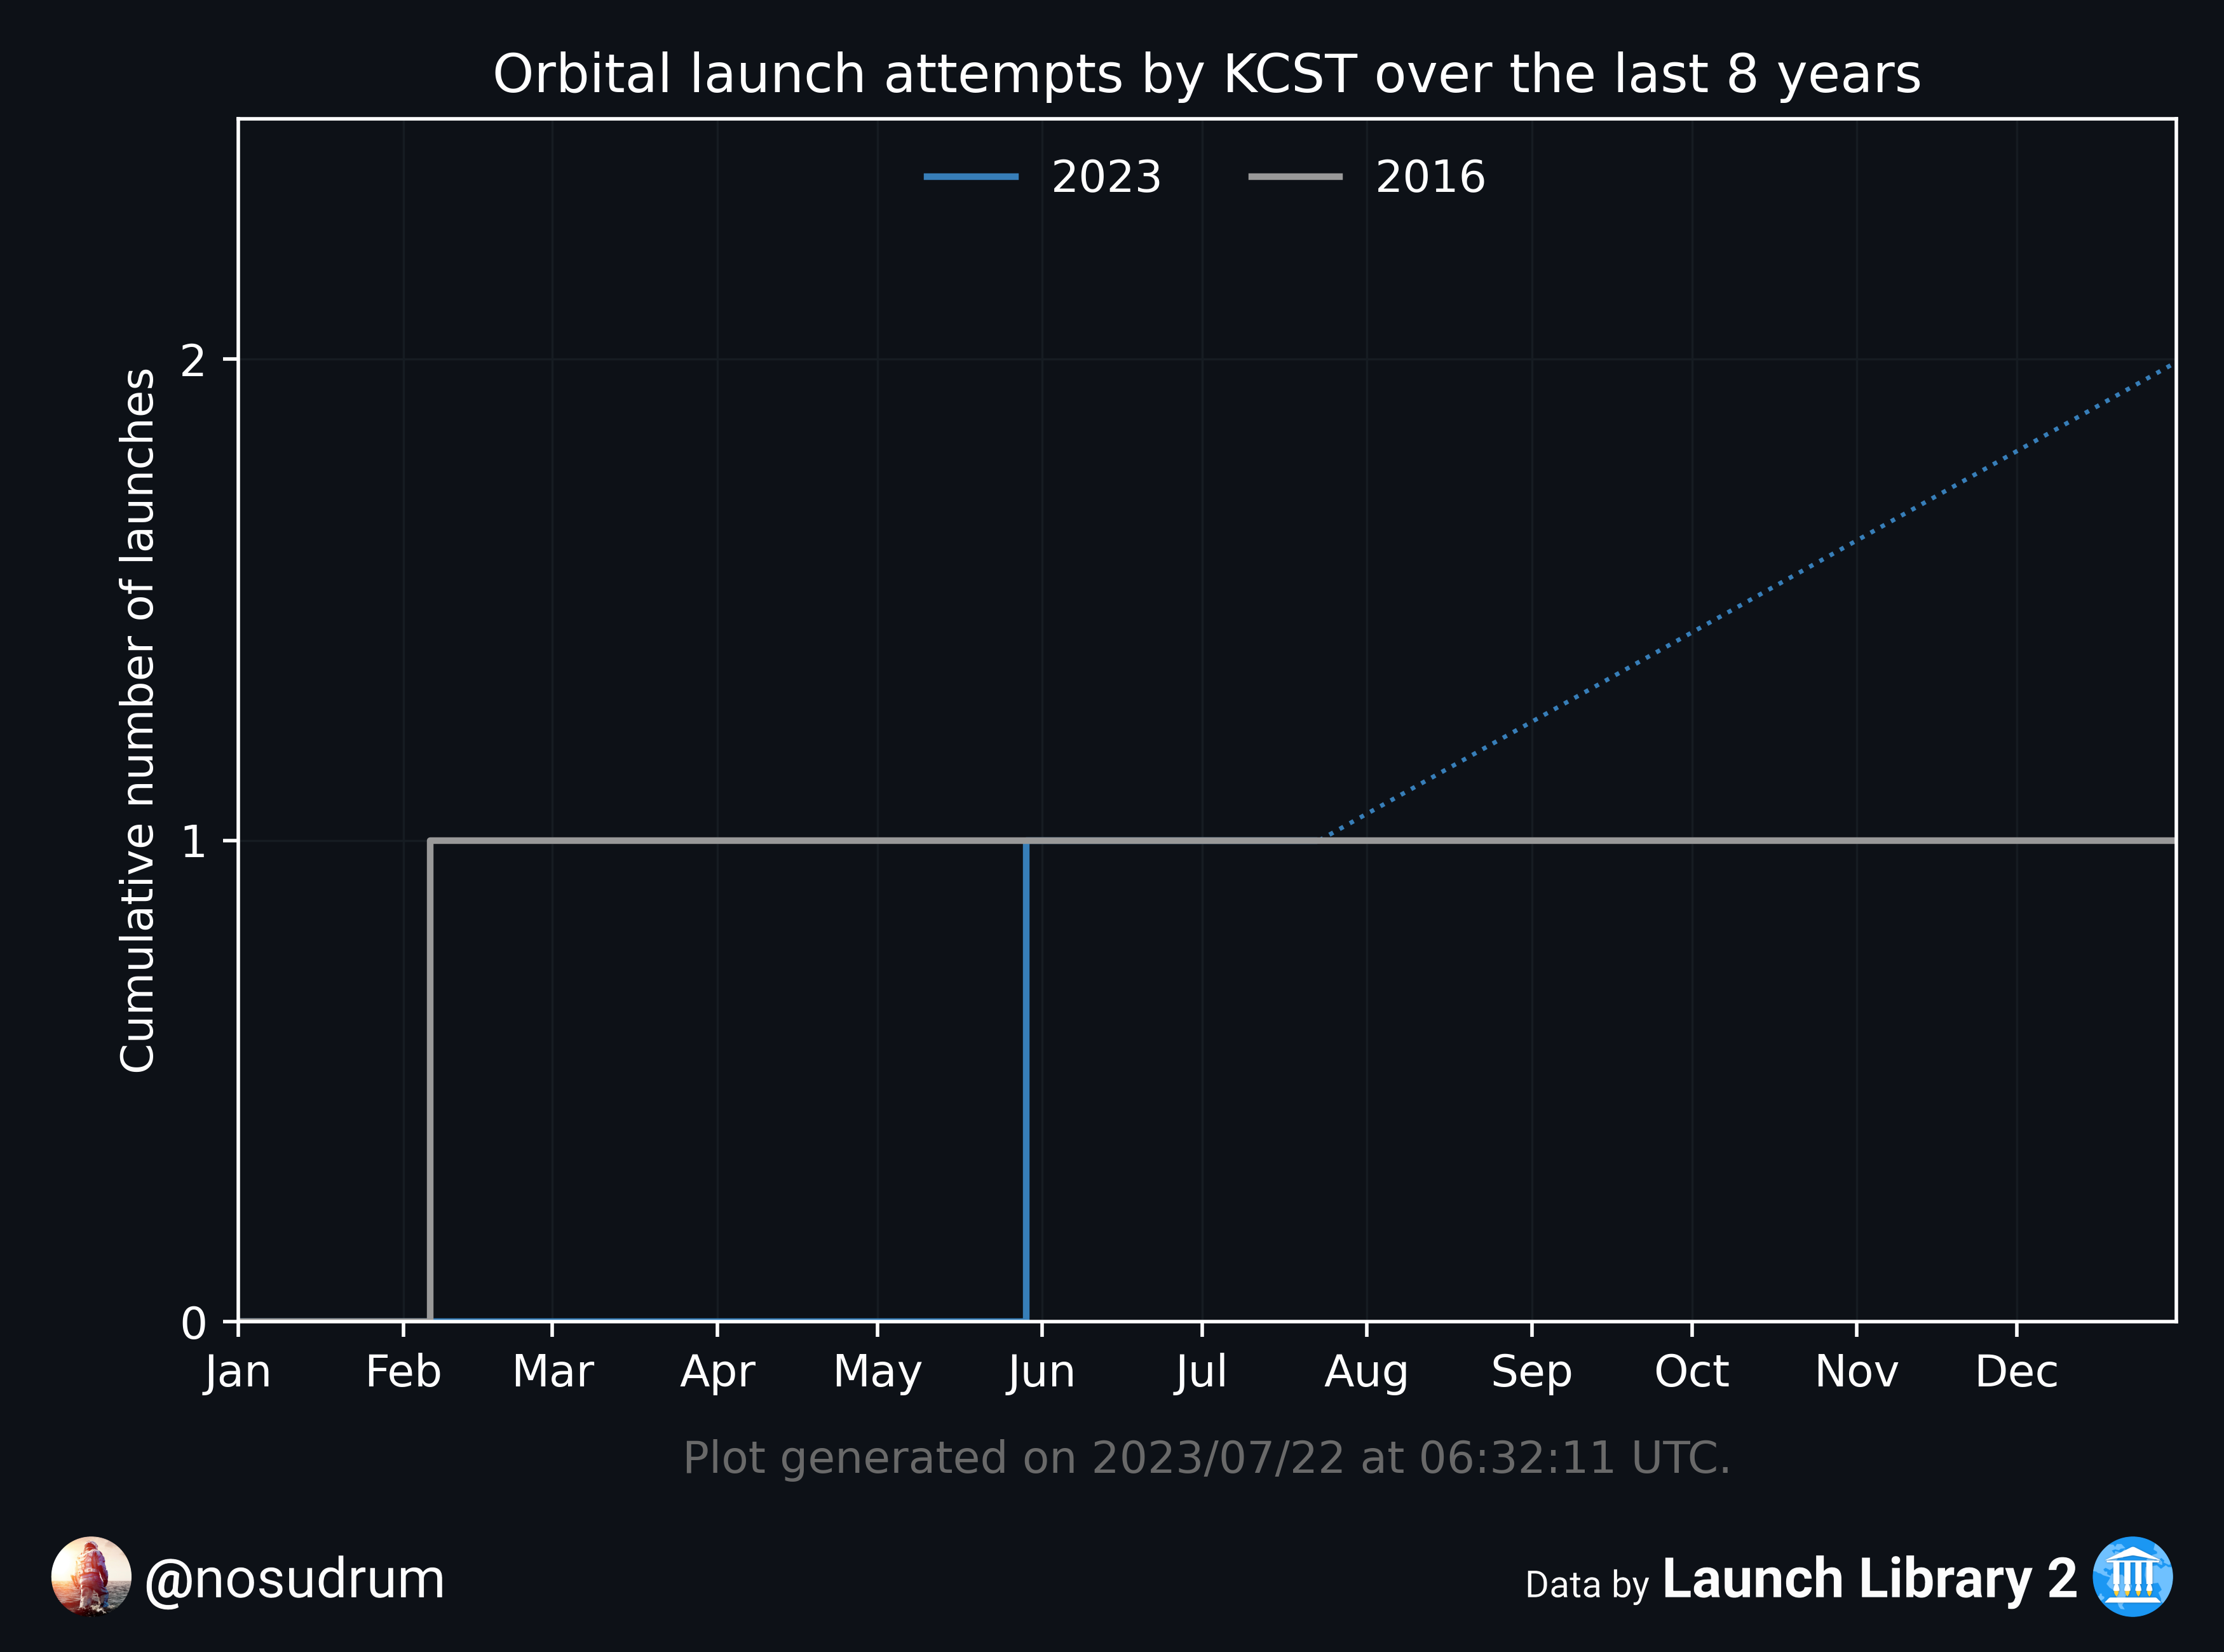 Orbital launch attempts by KCST over the last 8 years
2023 2016
Cumulative number of launches
2
1
0
Jan Feb Mar Apr May Jun Jul Aug Sep Oct Nov Dec
Plot generated on 2023/07/22 at 06:32:11 UTC.
@nosudrum
Data by Launch Library 2